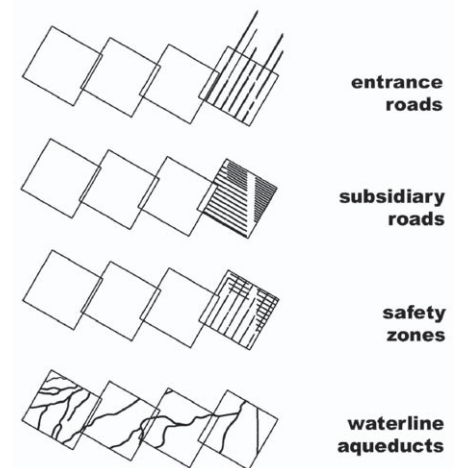 entrance
roads
subsidiary
roads
safety
zones
waterline
aqueducts